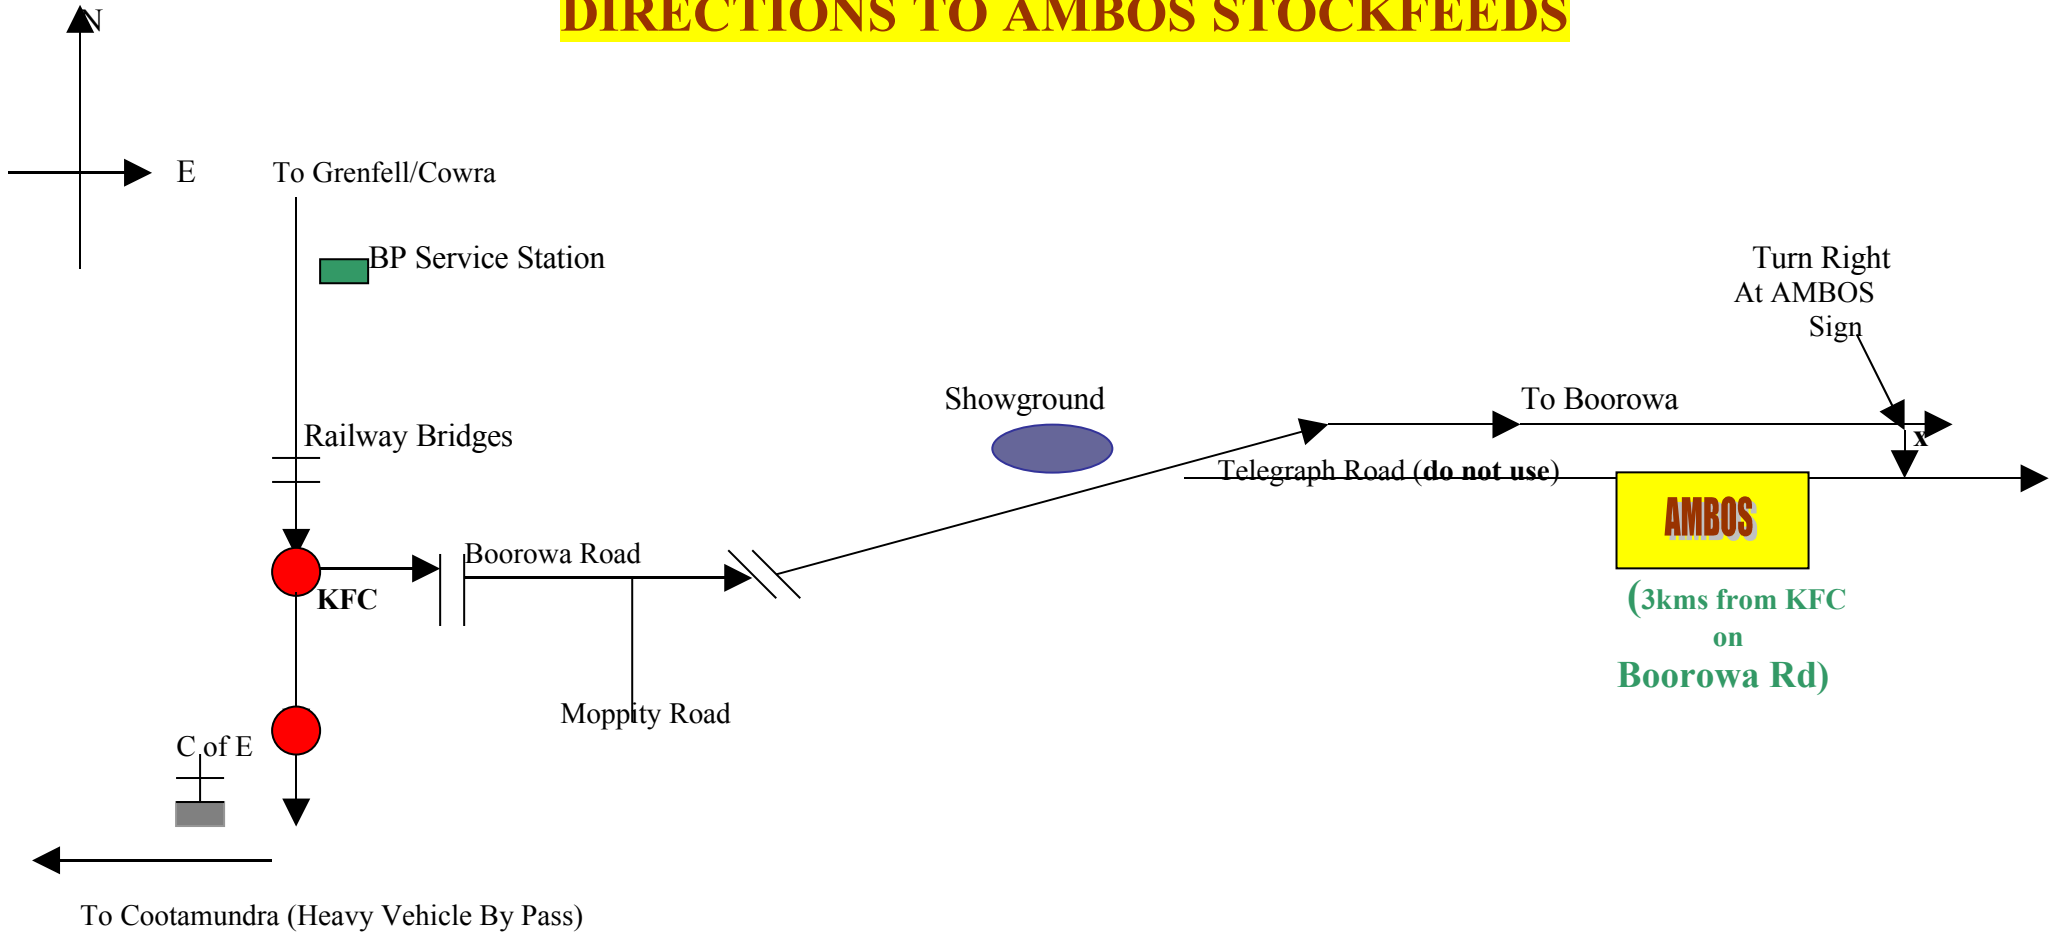 DIRECTIONS TO AMBOS STOCKFEEDS
N
E
To Grenfell/Cowra
BP Service Station
Turn Right
At AMBOS
Sign
Showground
To Boorowa
Railway Bridges
x
Telegraph Road (do not use)
AMBOS
Boorowa Road
KFC
(3kms from KFC
on
Boorowa Rd)
Moppity Road
C of E
To Cootamundra (Heavy Vehicle By Pass)